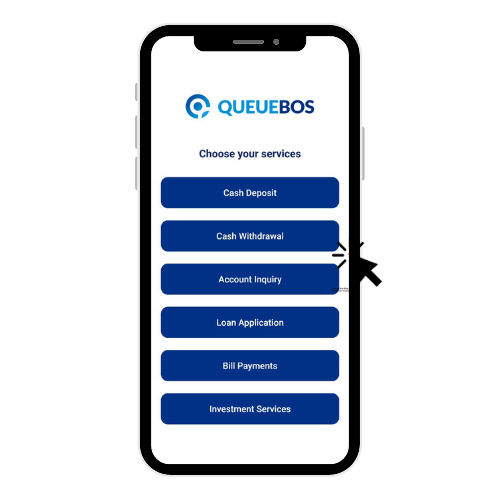 QUEUEBOS
Choose your services
Cash Deposit
Cash Withdrawal
Account Inquiry
Loan Application
Bill Payments
Investment Services